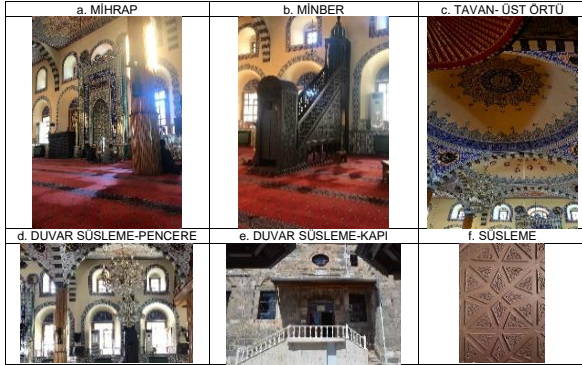 a. MİHRAP
b. MİNBER
c. TAVAN- ÜST ÖRTÜ
d. DUVAR SÜSLEME-PENCERE
e. DUVAR SÜSLEME-KAPI
f. SÜSLEME